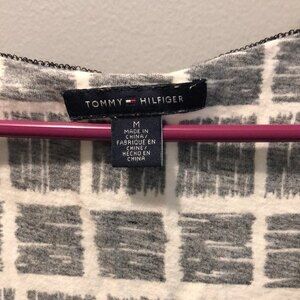 TOMMY HILFIGER
M
MADE IN
CHINA/
FABRIQUÉ EN
CHINE/
HECHO EN
CHINA